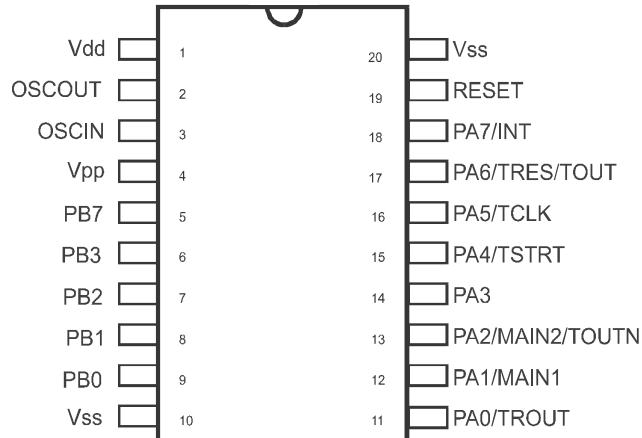 Vdd 1 20 Vss
OSCOUT 2 19 RESET
OSCIN 3 18 PA7/INT
Vpp 4 17 PA6/TRES/TOUT
PB7 5 16 PA5/TCLK
PB3 6 15 PA4/TSTRT
PB2 7 14 PA3
PB1 8 13 PA2/MAIN2/TOUTN
PB0 9 12 PA1/MAIN1
Vss 10 11 PA0/TROUT